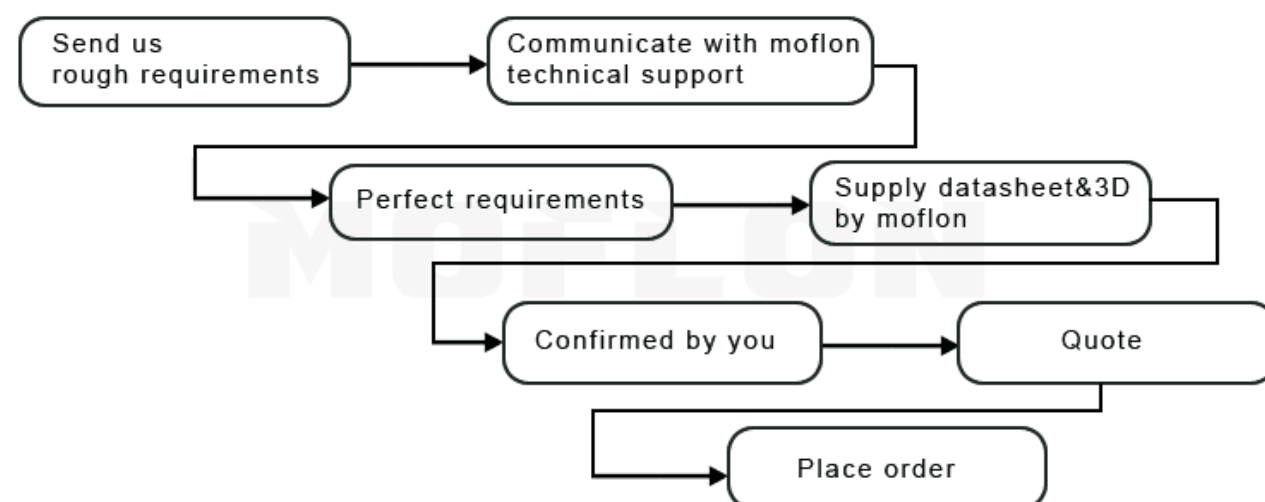 Send us
rough requirements
Communicate with moflon
technical support
Perfect requirements
Supply datasheet&3D
by moflon
MOFLON
Confirmed by you
Quote
Place order